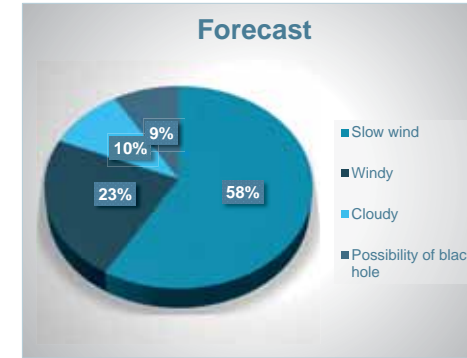 Forecast
9%
10%
23%
58%
Slow wind
Windy
Cloudy
Possibility of blac
hole